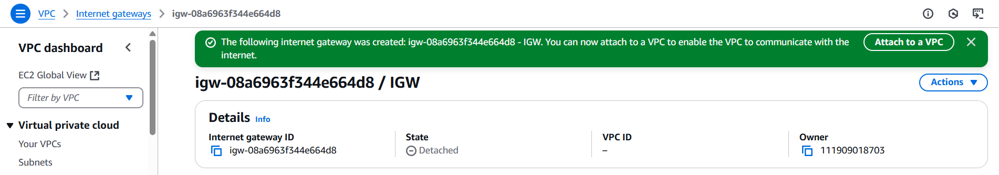 VPC > Internet gateways > igw-08a6963f344e664d8
VPC dashboard
EC2 Global View
Filter by VPC
Virtual private cloud
Your VPCs
Subnets
The following internet gateway was created: igw-08a6963f344e664d8 - IGW. You can now attach to a VPC to enable the VPC to communicate with the
internet.
Attach to a VPC
igw-08a6963f344e664d8 / IGW
Actions
Details Info
Internet gateway ID
igw-08a6963f344e664d8
State
Detached
VPC ID
–
Owner
111909018703